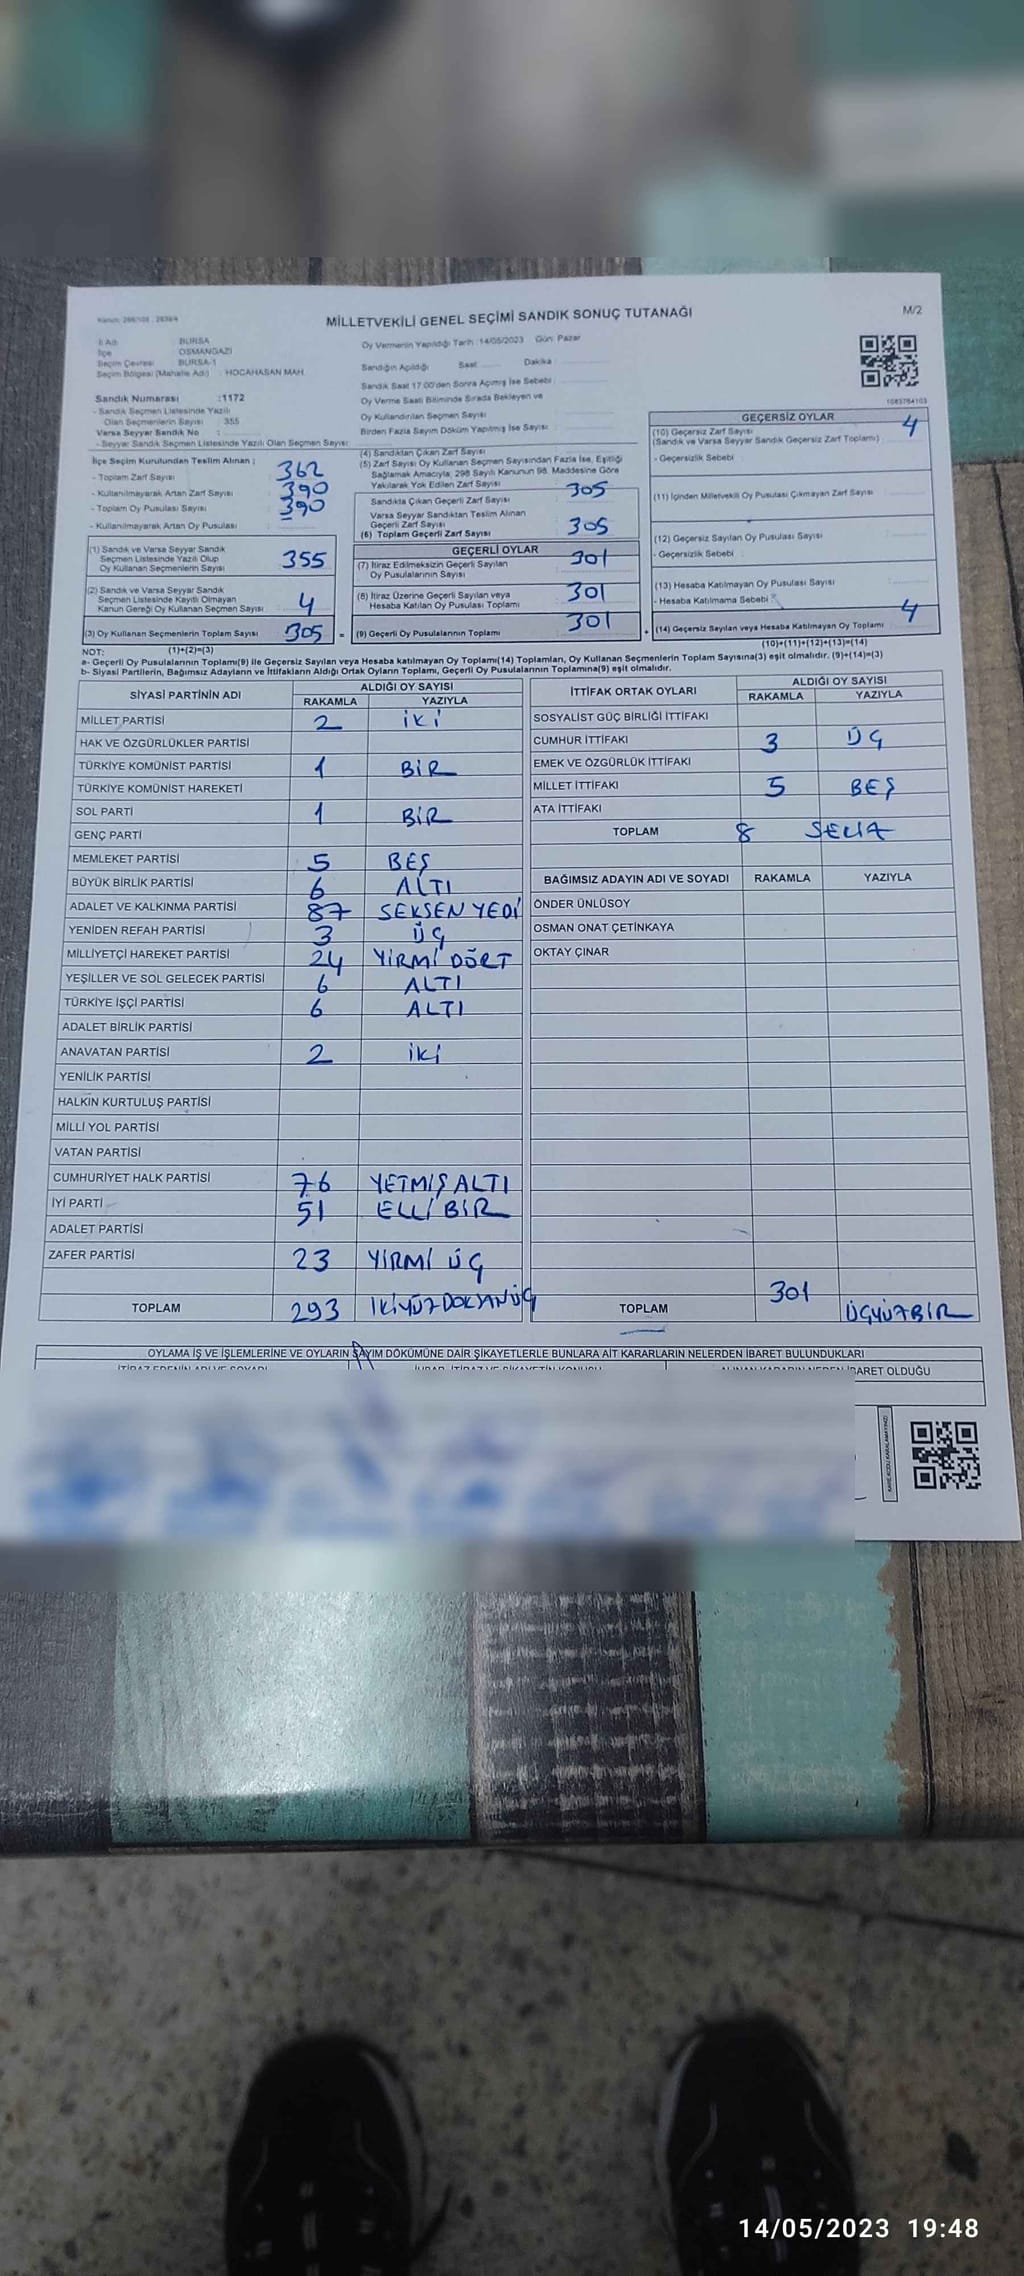 MİLLETVEKİLİ GENEL SEÇİMİ SANDIK SONUÇ TUTANAĞI
M/2
İl Adı : BURSA
İlçe : OSMANGAZİ
Seçim Çevresi : BURSA-1
Seçim Bölgesi (Mahalle Adı) : HOCAHASAN MAH.
Oy Vermenin Yapıldığı Tarih : 14/05/2023 Gün: Pazar
Sandığın Açıldığı Saat Dakika
Sandık Saat 17:00'den Sonra Açılmış İse Sebebi :
Oy Verme Saati Bitiminde Sırada Bekleyen ve
Oy Kullandırılan Seçmen Sayısı
Birden Fazla Sayım Döküm Yapılmış İse Sayısı :
Sandık Numarası : 1172
- Sandık Seçmen Listesinde Yazılı
Olan Seçmenlerin Sayısı : 355
Varsa Seyyar Sandık No :
- Seyyar Sandık Seçmen Listesinde Yazılı Olan Seçmen Sayısı :
1083764103
İlçe Seçim Kurulundan Teslim Alınan ;
- Toplam Zarf Sayısı : 362
- Kullanılmayarak Artan Zarf Sayısı : 390
- Toplam Oy Pusulası Sayısı : 390
- Kullanılmayarak Artan Oy Pusulası :
(1) Sandık ve Varsa Seyyar Sandık
Seçmen Listesinde Yazılı Olup
Oy Kullanan Seçmenlerin Sayısı 355
(2) Sandık ve Varsa Seyyar Sandık
Seçmen Listesinde Kayıtlı Olmayan
Kanun Gereği Oy Kullanan Seçmen Sayısı 4
(3) Oy Kullanan Seçmenlerin Toplam Sayısı 305 =
(4) Sandıktan Çıkan Zarf Sayısı
(5) Zarf Sayısı Oy Kullanan Seçmen Sayısından Fazla İse, Eşitliği
Sağlamak Amacıyla, 298 Sayılı Kanunun 98. Maddesine Göre
Yakılarak Yok Edilen Zarf Sayısı
Sandıkta Çıkan Geçerli Zarf Sayısı 305
Varsa Seyyar Sandıktan Teslim Alınan
Geçerli Zarf Sayısı
(6) Toplam Geçerli Zarf Sayısı 305
GEÇERLİ OYLAR
(7) İtiraz Edilmeksizin Geçerli Sayılan
Oy Pusulalarının Sayısı 301
(8) İtiraz Üzerine Geçerli Sayılan veya
Hesaba Katılan Oy Pusulası Toplamı 301
(9) Geçerli Oy Pusulalarının Toplamı 301 +
GEÇERSİZ OYLAR
(10) Geçersiz Zarf Sayısı 4
(Sandık ve Varsa Seyyar Sandık Geçersiz Zarf Toplamı)
- Geçersizlik Sebebi :
(11) İçinden Milletvekili Oy Pusulası Çıkmayan Zarf Sayısı
(12) Geçersiz Sayılan Oy Pusulası Sayısı :
- Geçersizlik Sebebi :
(13) Hesaba Katılmayan Oy Pusulası Sayısı
- Hesaba Katılmama Sebebi :
(14) Geçersiz Sayılan veya Hesaba Katılmayan Oy Toplamı 4
(10)+(11)+(12)+(13)=(14)
NOT: (1)+(2)=(3)
a- Geçerli Oy Pusulalarının Toplamı(9) ile Geçersiz Sayılan veya Hesaba katılmayan Oy Toplamı(14) Toplamları, Oy Kullanan Seçmenlerin Toplam Sayısına(3) eşit olmalıdır. (9)+(14)=(3)
b- Siyasi Partilerin, Bağımsız Adayların ve İttifakların Aldığı Ortak Oyların Toplamı, Geçerli Oy Pusulalarının Toplamına(9) eşit olmalıdır.
SİYASİ PARTİNİN ADI ALDIĞI OY SAYISI
RAKAMLA YAZIYLA
MİLLET PARTİSİ 2 İKİ
HAK VE ÖZGÜRLÜKLER PARTİSİ
TÜRKİYE KOMÜNİST PARTİSİ 1 BİR
TÜRKİYE KOMÜNİST HAREKETİ
SOL PARTİ 1 BİR
GENÇ PARTİ
MEMLEKET PARTİSİ 5 BEŞ
BÜYÜK BİRLİK PARTİSİ 6 ALTI
ADALET VE KALKINMA PARTİSİ 87 SEKSEN YEDİ
YENİDEN REFAH PARTİSİ 3 ÜÇ
MİLLİYETÇİ HAREKET PARTİSİ 24 YİRMİ DÖRT
YEŞİLLER VE SOL GELECEK PARTİSİ 6 ALTI
TÜRKİYE İŞÇİ PARTİSİ 6 ALTI
ADALET BİRLİK PARTİSİ
ANAVATAN PARTİSİ 2 İKİ
YENİLİK PARTİSİ
HALKIN KURTULUŞ PARTİSİ
MİLLİ YOL PARTİSİ
VATAN PARTİSİ
CUMHURİYET HALK PARTİSİ 76 YETMİŞ ALTI
İYİ PARTİ 51 ELLİ BİR
ADALET PARTİSİ
ZAFER PARTİSİ 23 YİRMİ ÜÇ
TOPLAM 293 İKİYÜZDOKSANÜÇ
İTTİFAK ORTAK OYLARI ALDIĞI OY SAYISI
RAKAMLA YAZIYLA
SOSYALİST GÜÇ BİRLİĞİ İTTİFAKI
CUMHUR İTTİFAKI 3 ÜÇ
EMEK VE ÖZGÜRLÜK İTTİFAKI
MİLLET İTTİFAKI 5 BEŞ
ATA İTTİFAKI
TOPLAM 8 SEKİZ
BAĞIMSIZ ADAYIN ADI VE SOYADI RAKAMLA YAZIYLA
ÖNDER ÜNLÜSOY
OSMAN ONAT ÇETİNKAYA
OKTAY ÇINAR
TOPLAM 301 ÜÇYÜZBİR
OYLAMA İŞ VE İŞLEMLERİNE VE OYLARIN SAYIM DÖKÜMÜNE DAİR ŞİKAYETLERLE BUNLARA AİT KARARLARIN NELERDEN İBARET BULUNDUKLARI
İTİRAZ EDENİN ADI VE SOYADI İHBAR, İTİRAZ VE ŞİKAYETİN KONUSU ALINAN KARARIN NEDEN İBARET OLDUĞU
14/05/2023 19:48